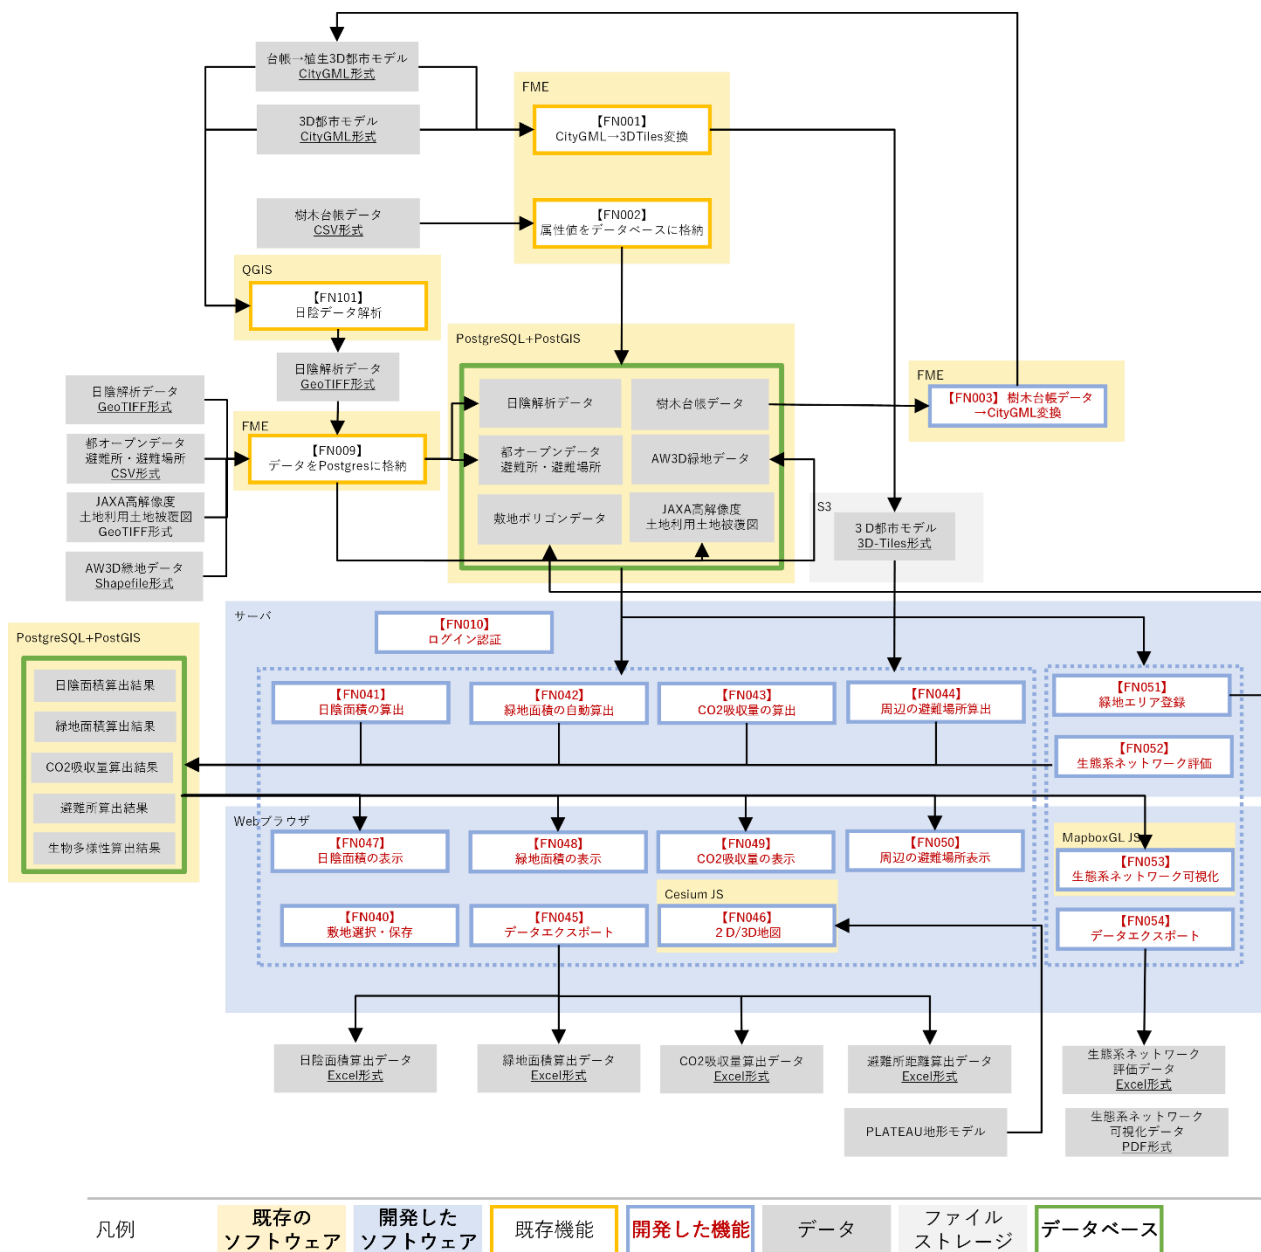 台帳→植生3D都市モデル
CityGML形式
3D都市モデル
CityGML形式
FME
【FN001】
CityGML→3DTiles変換
樹木台帳データ
CSV形式
【FN002】
属性値をデータベースに格納
QGIS
【FN101】
日陰データ解析
日陰解析データ
GeoTIFF形式
日陰解析データ
GeoTIFF形式
都オープンデータ
避難所・避難場所
CSV形式
JAXA高解像度
土地利用土地被覆図
GeoTIFF形式
AW3D緑地データ
Shapefile形式
FME
【FN009】
データをPostgresに格納
PostgreSQL+PostGIS
日陰解析データ
樹木台帳データ
都オープンデータ
避難所・避難場所
AW3D緑地データ
敷地ポリゴンデータ
JAXA高解像度
土地利用土地被覆図
FME
【FN003】樹木台帳データ
→CityGML変換
S3
3D都市モデル
3D-Tiles形式
サーバ
【FN010】
ログイン認証
【FN041】
日陰面積の算出
【FN042】
緑地面積の自動算出
【FN043】
CO2吸収量の算出
【FN044】
周辺の避難場所算出
【FN051】
緑地エリア登録
【FN052】
生態系ネットワーク評価
PostgreSQL+PostGIS
日陰面積算出結果
緑地面積算出結果
CO2吸収量算出結果
避難所算出結果
生物多様性算出結果
Webブラウザ
【FN047】
日陰面積の表示
【FN048】
緑地面積の表示
【FN049】
CO2吸収量の表示
【FN050】
周辺の避難場所表示
MapboxGL JS
【FN053】
生態系ネットワーク可視化
【FN040】
敷地選択・保存
【FN045】
データエクスポート
Cesium JS
【FN046】
2D/3D地図
【FN054】
データエクスポート
日陰面積算出データ
Excel形式
緑地面積算出データ
Excel形式
CO2吸収量算出データ
Excel形式
避難所距離算出データ
Excel形式
生態系ネットワーク
評価データ
Excel形式
PLATEAU地形モデル
生態系ネットワーク
可視化データ
PDF形式
凡例
既存の
ソフトウェア
開発した
ソフトウェア
既存機能
開発した機能
データ
ファイル
ストレージ
データベース